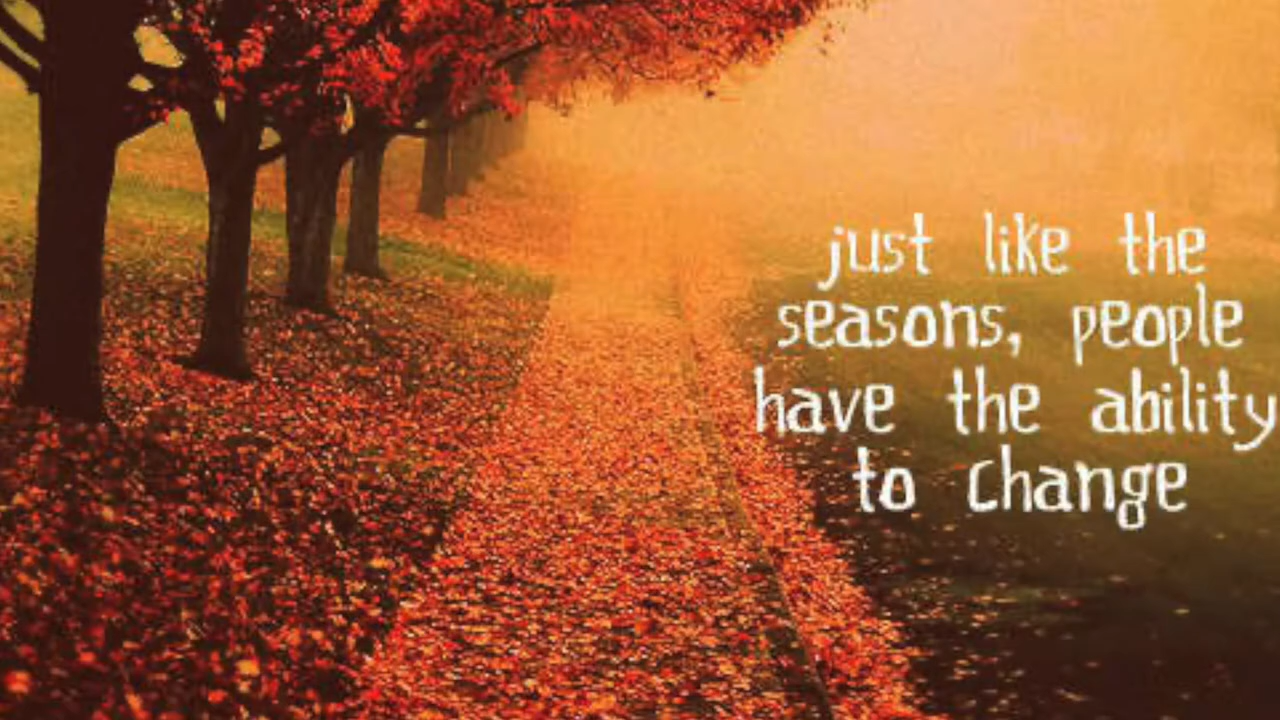 just like the
seasons, people
have the ability
to change